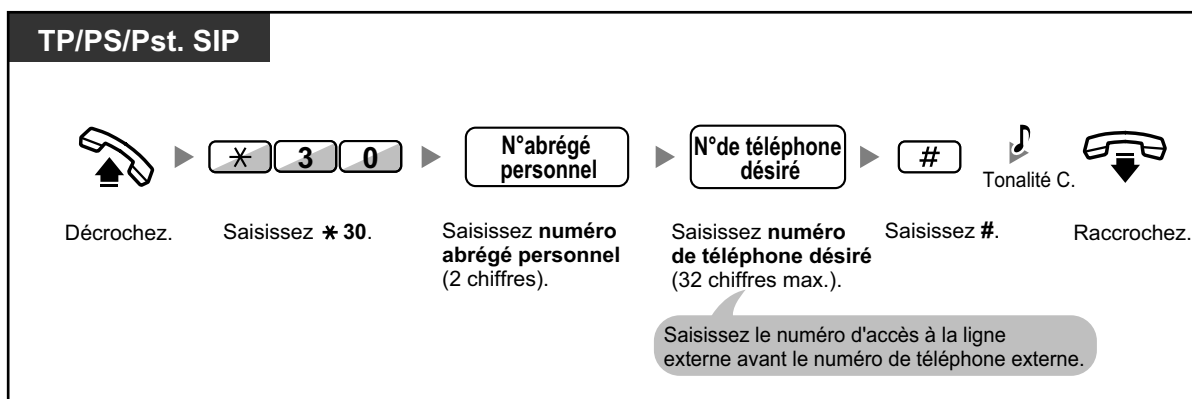 TP/PS/Pst. SIP
✳ 3 0
N°abrégé
personnel
N°de téléphone
désiré
#
Tonalité C.
Décrochez.
Saisissez ✳ 30.
Saisissez numéro
abrégé personnel
(2 chiffres).
Saisissez numéro
de téléphone désiré
(32 chiffres max.).
Saisissez #.
Raccrochez.
Saisissez le numéro d'accès à la ligne
externe avant le numéro de téléphone externe.